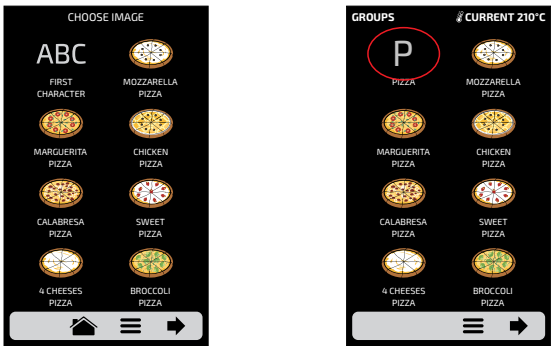 CHOOSE IMAGE
ABC
FIRST
CHARACTER
MOZZARELLA
PIZZA
MARGUERITA
PIZZA
CHICKEN
PIZZA
CALABRESA
PIZZA
SWEET
PIZZA
4 CHEESES
PIZZA
BROCCOLI
PIZZA
GROUPS
CURRENT 210°C
P
PIZZA
MOZZARELLA
PIZZA
MARGUERITA
PIZZA
CHICKEN
PIZZA
CALABRESA
PIZZA
SWEET
PIZZA
4 CHEESES
PIZZA
BROCCOLI
PIZZA